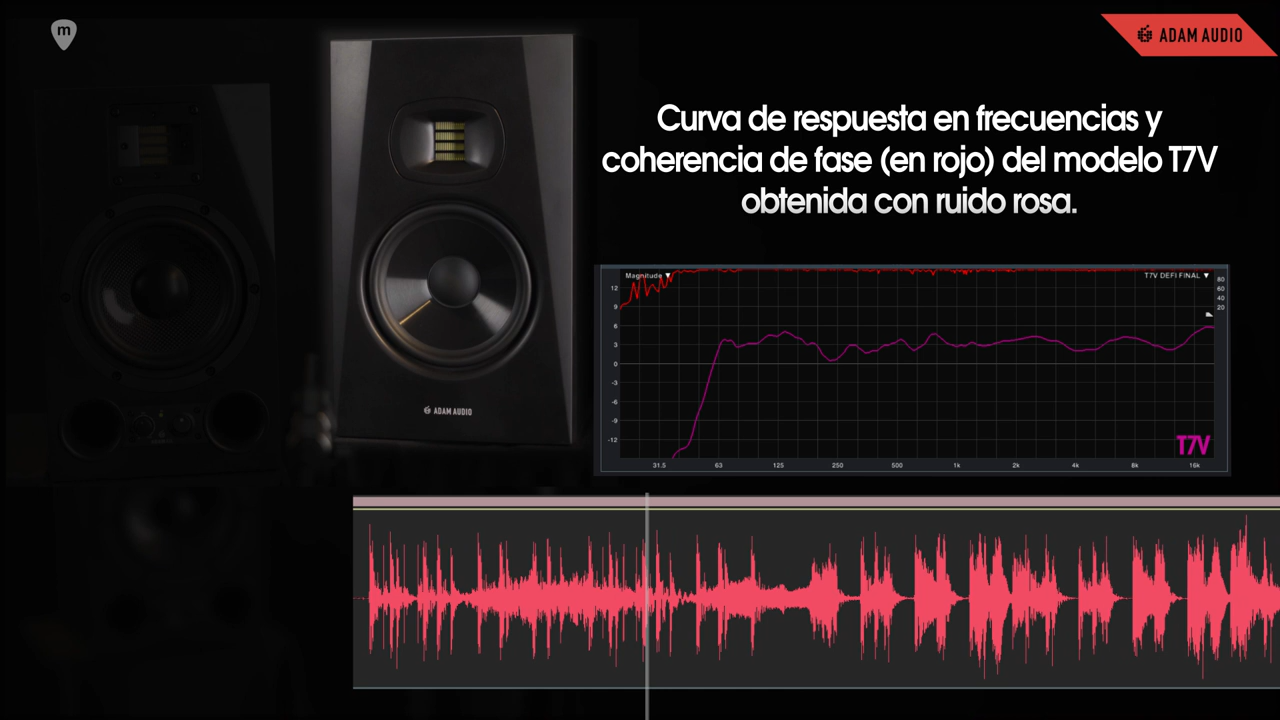 m
ADAM AUDIO
Curva de respuesta en frecuencias y
coherencia de fase (en rojo) del modelo T7V
obtenida con ruido rosa.
Magnitude ▼
T7V DEFI FINAL ▼
12
9
6
3
0
-3
-6
-9
-12
80
60
40
20
T7V
31.5 63 125 250 500 1k 2k 4k 8k 16k
ADAM AUDIO